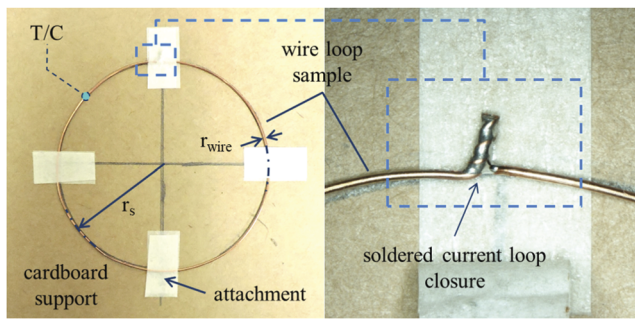 T/C
wire loop
sample
r_wire
r_s
cardboard
support
attachment
soldered current loop
closure